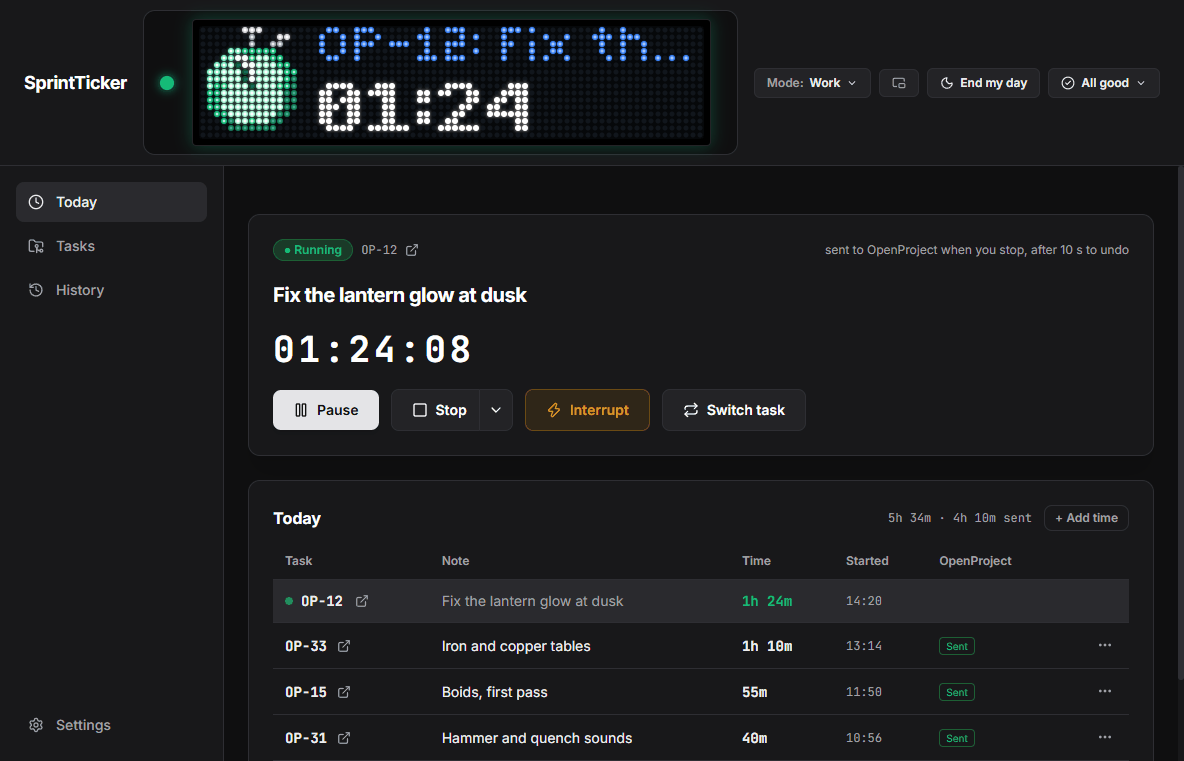 SprintTicker
OP-12: Fix th...
01:24
Mode: Work
End my day
All good
Today
Tasks
History
Settings
Running
OP-12
sent to OpenProject when you stop, after 10 s to undo
Fix the lantern glow at dusk
01:24:08
Pause
Stop
Interrupt
Switch task
Today
5h 34m · 4h 10m sent
+ Add time
Task Note Time Started OpenProject
OP-12 Fix the lantern glow at dusk 1h 24m 14:20
OP-33 Iron and copper tables 1h 10m 13:14 Sent
OP-15 Boids, first pass 55m 11:50 Sent
OP-31 Hammer and quench sounds 40m 10:56 Sent